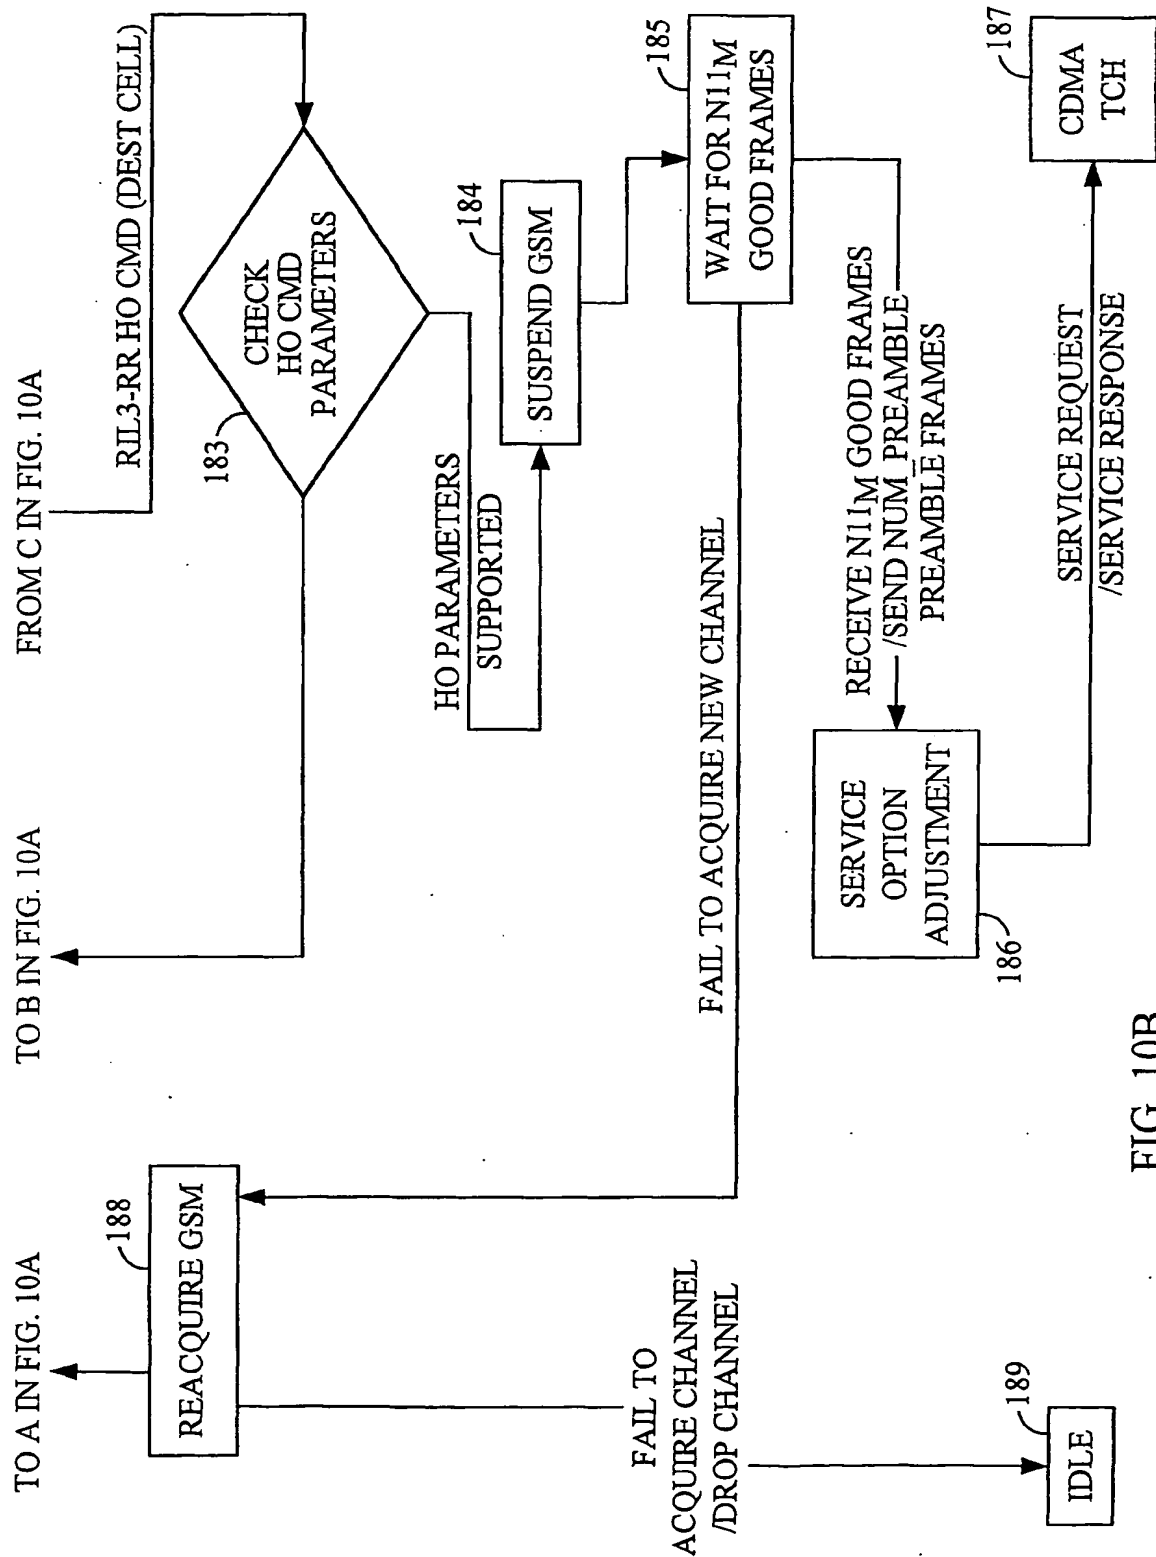 TO A IN FIG. 10A
TO B IN FIG. 10A
FROM C IN FIG. 10A
RIL3-RR HO CMD (DEST CELL)
188
REACQUIRE GSM
183
CHECK
HO CMD
PARAMETERS
HO PARAMETERS
SUPPORTED
184
SUSPEND GSM
FAIL TO
ACQUIRE CHANNEL
/DROP CHANNEL
FAIL TO ACQUIRE NEW CHANNEL
185
WAIT FOR N11M
GOOD FRAMES
RECEIVE N11M GOOD FRAMES
/SEND NUM_PREAMBLE
PREAMBLE FRAMES
SERVICE
OPTION
ADJUSTMENT
186
189
IDLE
SERVICE REQUEST
/SERVICE RESPONSE
187
CDMA
TCH
FIG. 10B